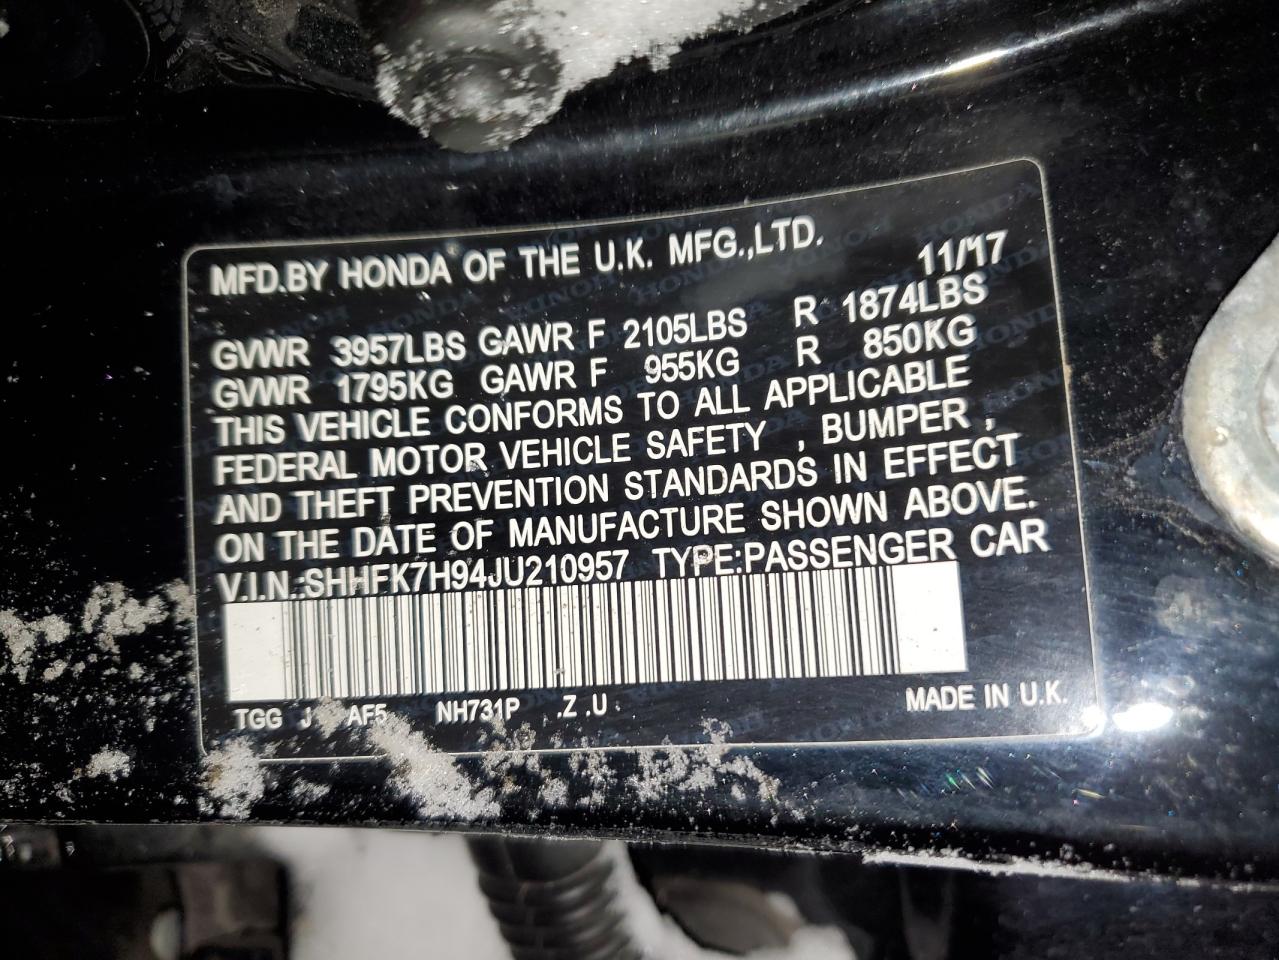 MFD.BY HONDA OF THE U.K. MFG.,LTD.
11/17
GVWR 3957LBS GAWR F 2105LBS R 1874LBS
GVWR 1795KG GAWR F 955KG R 850KG
THIS VEHICLE CONFORMS TO ALL APPLICABLE
FEDERAL MOTOR VEHICLE SAFETY , BUMPER ,
AND THEFT PREVENTION STANDARDS IN EFFECT
ON THE DATE OF MANUFACTURE SHOWN ABOVE.
V.I.N.:SHHFK7H94JU210957 TYPE:PASSENGER CAR
TGG J AF5 NH731P .Z .U MADE IN U.K.